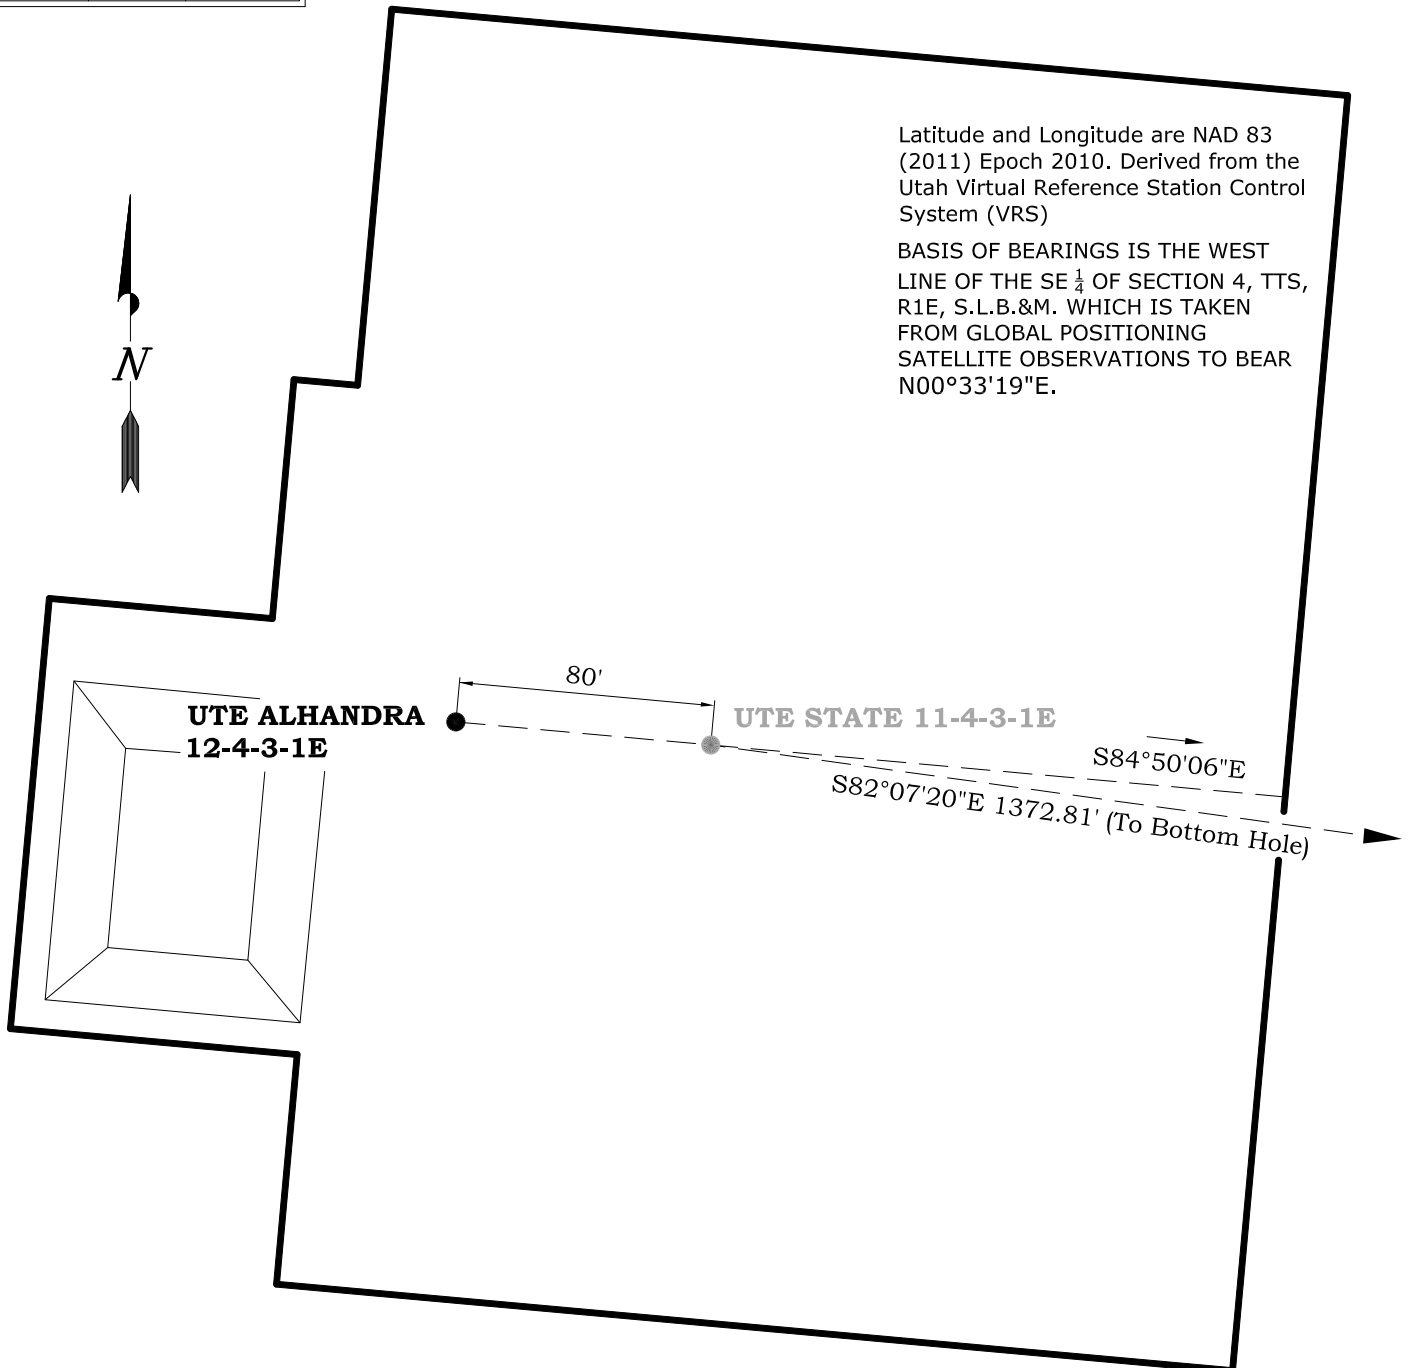 Latitude and Longitude are NAD 83
(2011) Epoch 2010. Derived from the
Utah Virtual Reference Station Control
System (VRS)
BASIS OF BEARINGS IS THE WEST
LINE OF THE SE 1/4 OF SECTION 4, TTS,
R1E, S.L.B.&M. WHICH IS TAKEN
FROM GLOBAL POSITIONING
SATELLITE OBSERVATIONS TO BEAR
N00°33'19"E.
N
80'
UTE ALHANDRA
12-4-3-1E
UTE STATE 11-4-3-1E
S84°50'06"E
S82°07'20"E 1372.81' (To Bottom Hole)